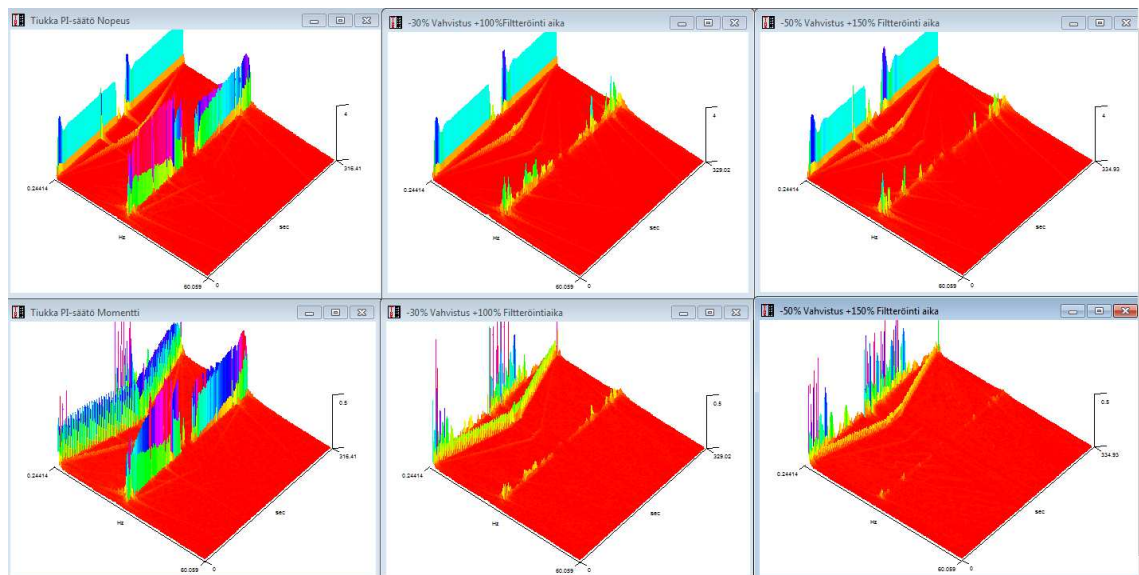 Tiukka PI-säätö Nopeus
4
316.41
0.24414
sec
Hz
60.059
0
-30% Vahvistus +100%Filtteröinti aika
4
329.02
0.24414
sec
Hz
60.059
0
-50% Vahvistus +150% Filtteröinti aika
4
334.93
0.24414
sec
Hz
60.059
0
Tiukka PI-säätö Momentti
0.5
316.41
0.24414
sec
Hz
60.059
0
-30% Vahvistus +100% Filtteröintiaika
0.5
329.02
0.24414
sec
Hz
60.059
0
-50% Vahvistus +150% Filtteröinti aika
0.5
334.93
0.24414
sec
Hz
60.059
0